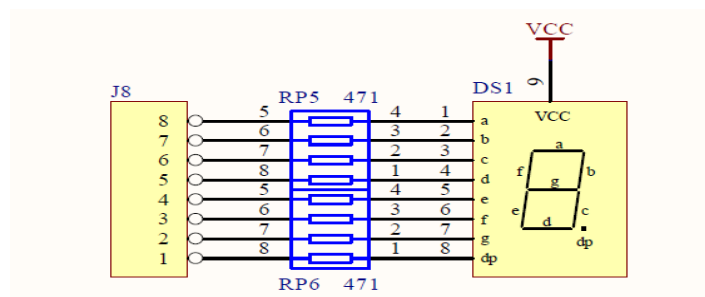 VCC
J8 RP5 471 DS1 9
VCC
8 5 4 1 a
7 6 3 2 b
6 7 2 3 c
5 8 1 4 d
4 5 4 5 e
3 6 3 6 f
2 7 2 7 g
1 8 1 8 dp
a
f b
g
e c
d
dp
RP6 471